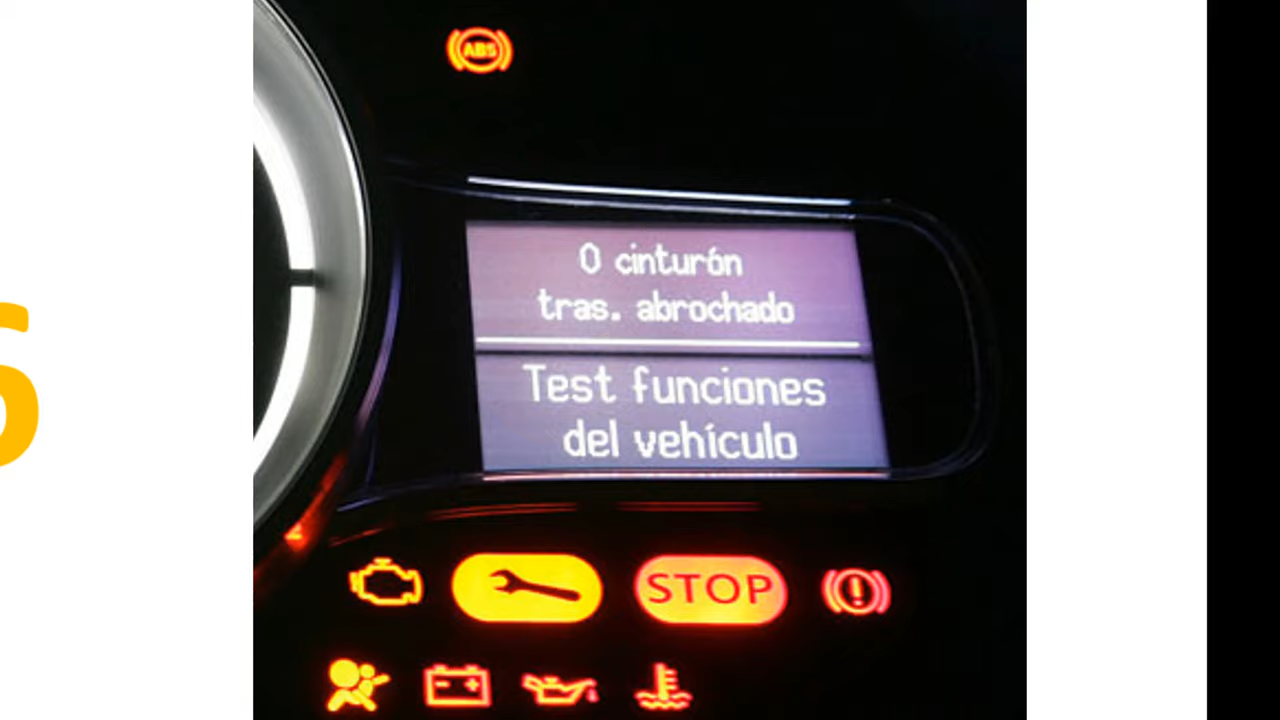 ABS
0 cinturón
tras. abrochado
Test funciones
del vehículo
STOP